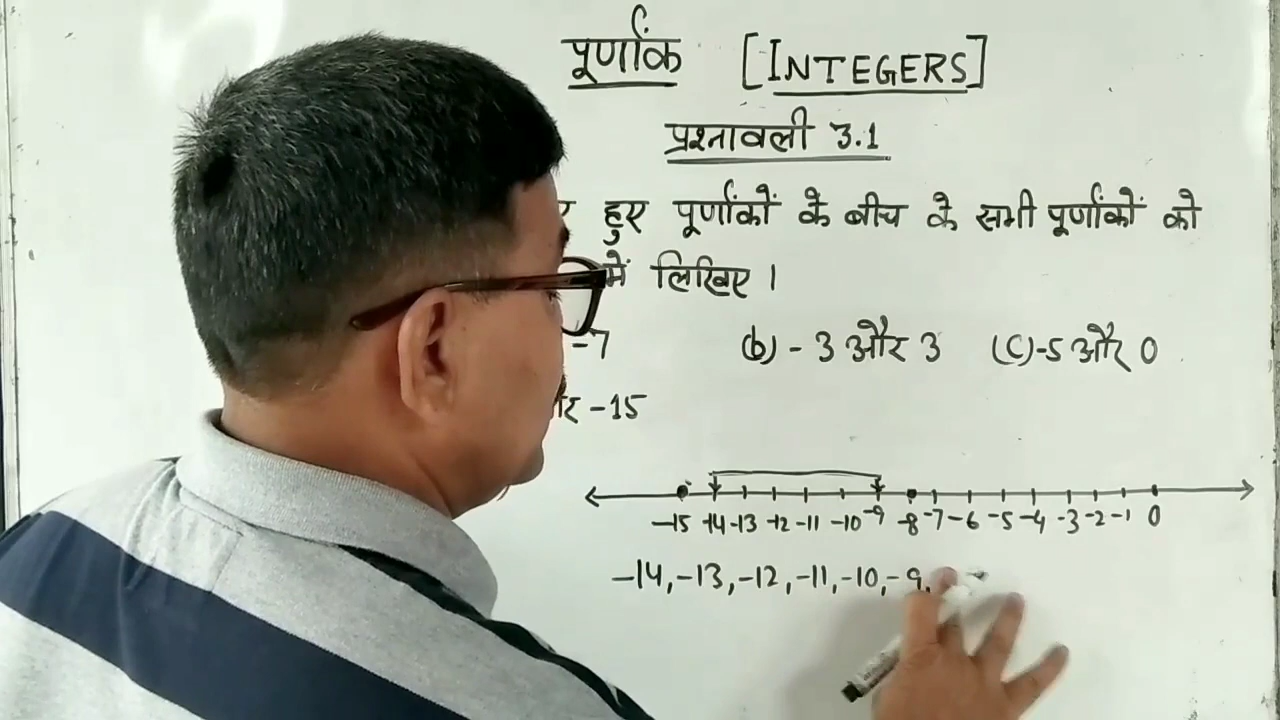 पूर्णांक [INTEGERS]
प्रश्नावली 3.1
हुए पूर्णांकों के बीच के सभी पूर्णांकों को
में लिखिए ।
-7 (b) - 3 और 3 (C) -5 और 0
-15
-15 -14 -13 -12 -11 -10 -9 -8 -7 -6 -5 -4 -3 -2 -1 0
-14, -13, -12, -11, -10, -9,